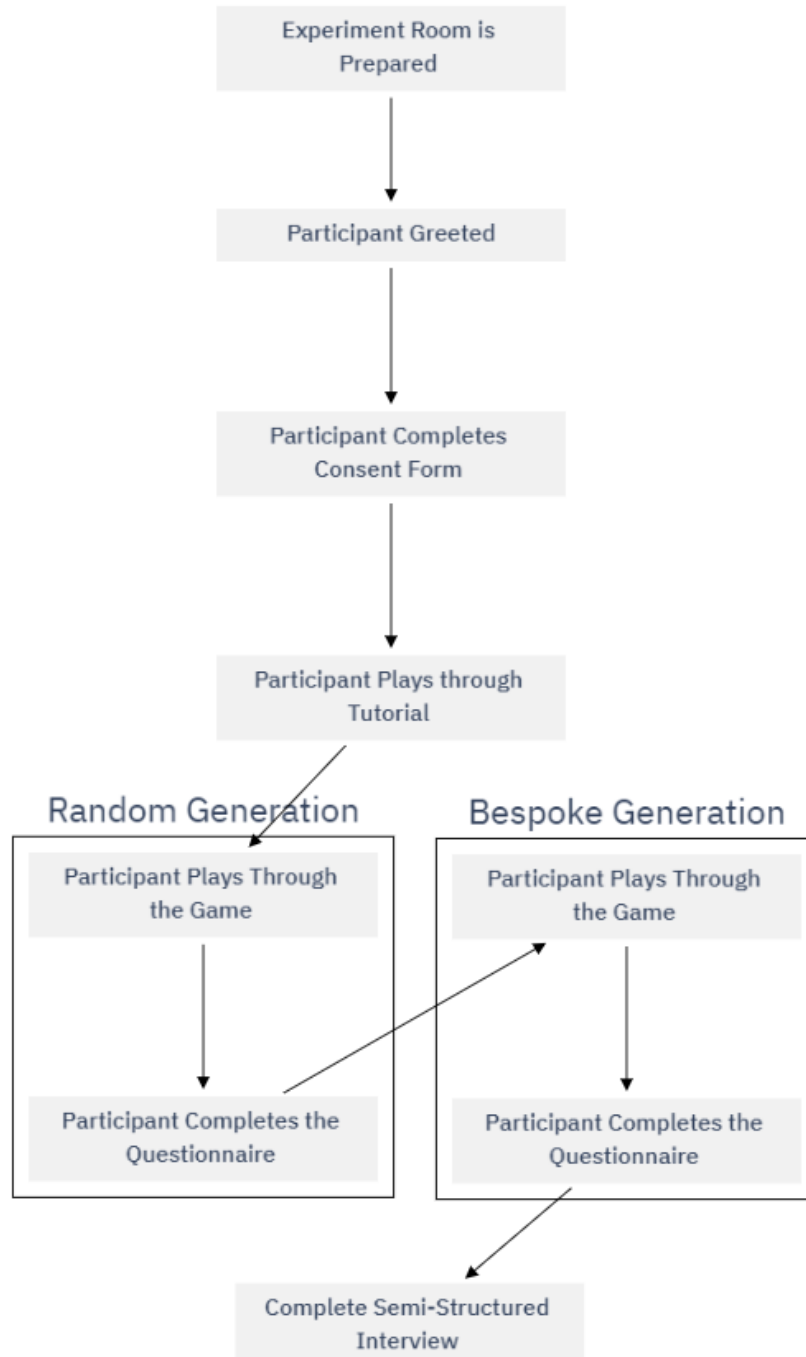 Experiment Room is
Prepared
Participant Greeted
Participant Completes
Consent Form
Participant Plays through
Tutorial
Random Generation
Participant Plays Through
the Game
Participant Completes the
Questionnaire
Bespoke Generation
Participant Plays Through
the Game
Participant Completes the
Questionnaire
Complete Semi-Structured
Interview